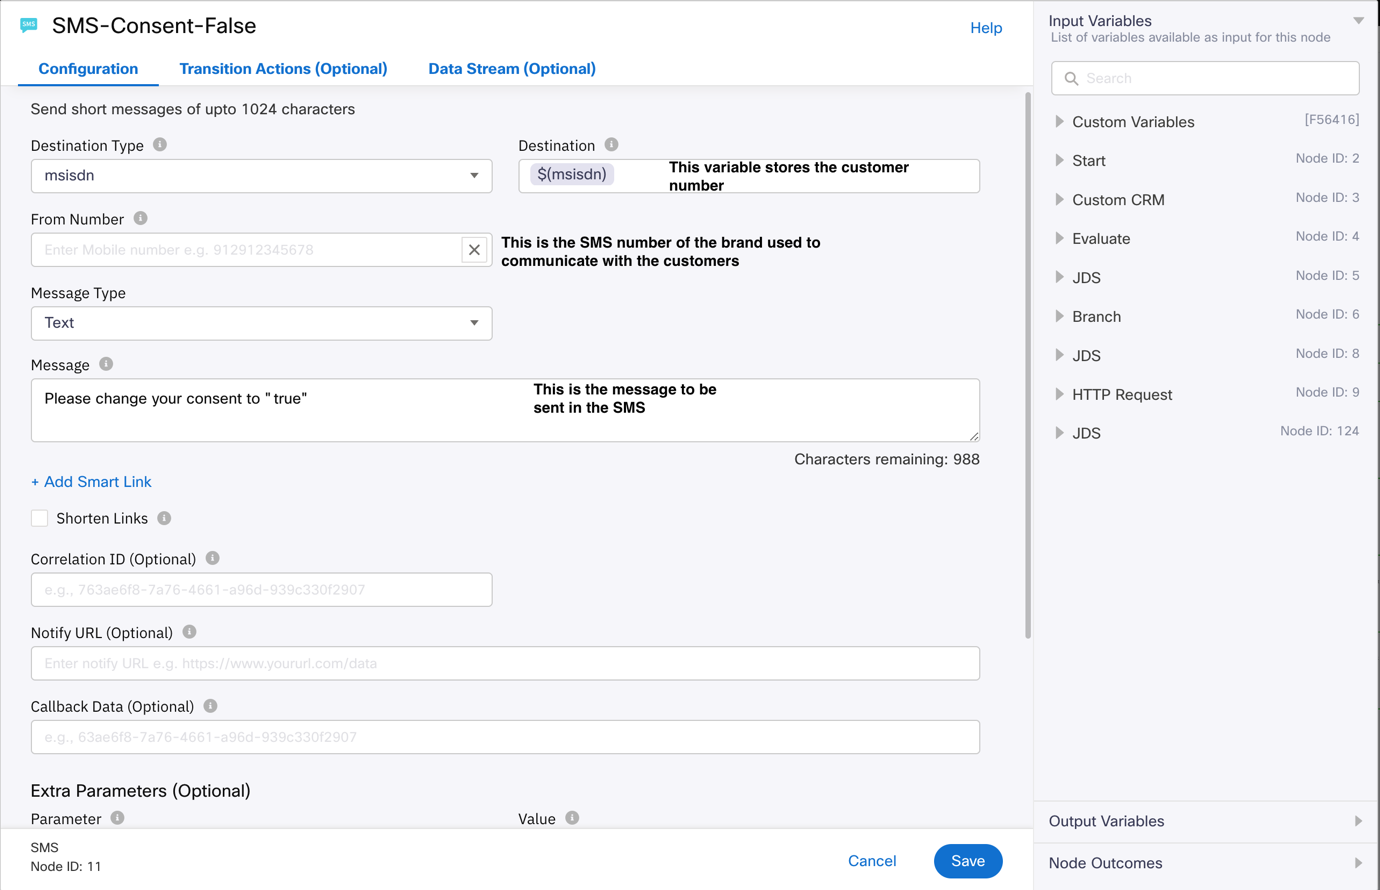 SMS
SMS-Consent-False
Help
Configuration
Transition Actions (Optional)
Data Stream (Optional)
Send short messages of upto 1024 characters
Destination Type
msisdn
Destination
$(msisdn)
This variable stores the customer
number
From Number
Enter Mobile number e.g. 912912345678
This is the SMS number of the brand used to
communicate with the customers
Message Type
Text
Message
Please change your consent to " true"
This is the message to be
sent in the SMS
Characters remaining: 988
+ Add Smart Link
Shorten Links
Correlation ID (Optional)
e.g., 763ae6f8-7a76-4661-a96d-939c330f2907
Notify URL (Optional)
Enter notify URL e.g. https://www.yoururl.com/data
Callback Data (Optional)
e.g., 63ae6f8-7a76-4661-a96d-939c330f2907
Extra Parameters (Optional)
Parameter
Value
SMS
Node ID: 11
Cancel
Save
Input Variables
List of variables available as input for this node
Search
Custom Variables [F56416]
Start Node ID: 2
Custom CRM Node ID: 3
Evaluate Node ID: 4
JDS Node ID: 5
Branch Node ID: 6
JDS Node ID: 8
HTTP Request Node ID: 9
JDS Node ID: 124
Output Variables
Node Outcomes